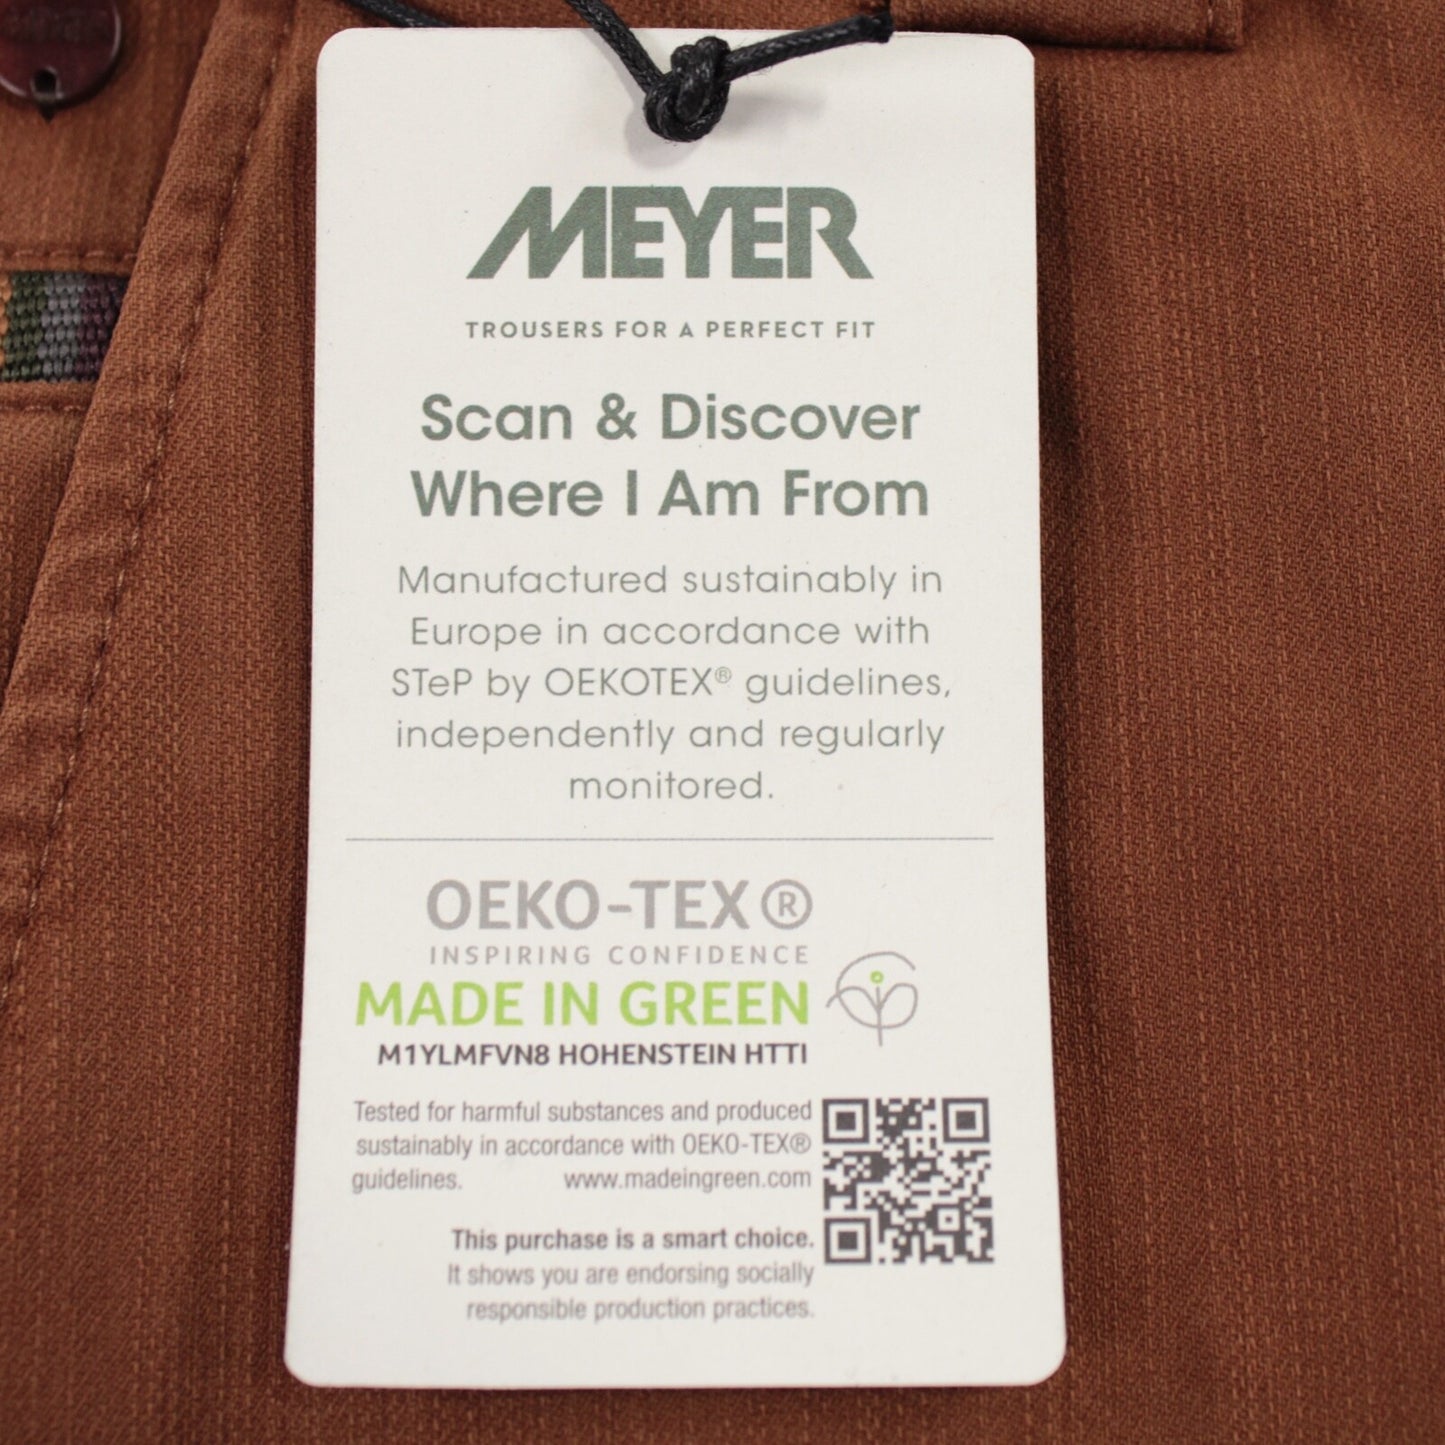 MEYER
TROUSERS FOR A PERFECT FIT
Scan & Discover
Where I Am From
Manufactured sustainably in
Europe in accordance with
STeP by OEKOTEX® guidelines,
independently and regularly
monitored.
OEKO-TEX®
INSPIRING CONFIDENCE
MADE IN GREEN
M1YLMFVN8 HOHENSTEIN HTTI
Tested for harmful substances and produced
sustainably in accordance with OEKO-TEX®
guidelines. www.madeingreen.com
This purchase is a smart choice.
It shows you are endorsing socially
responsible production practices.